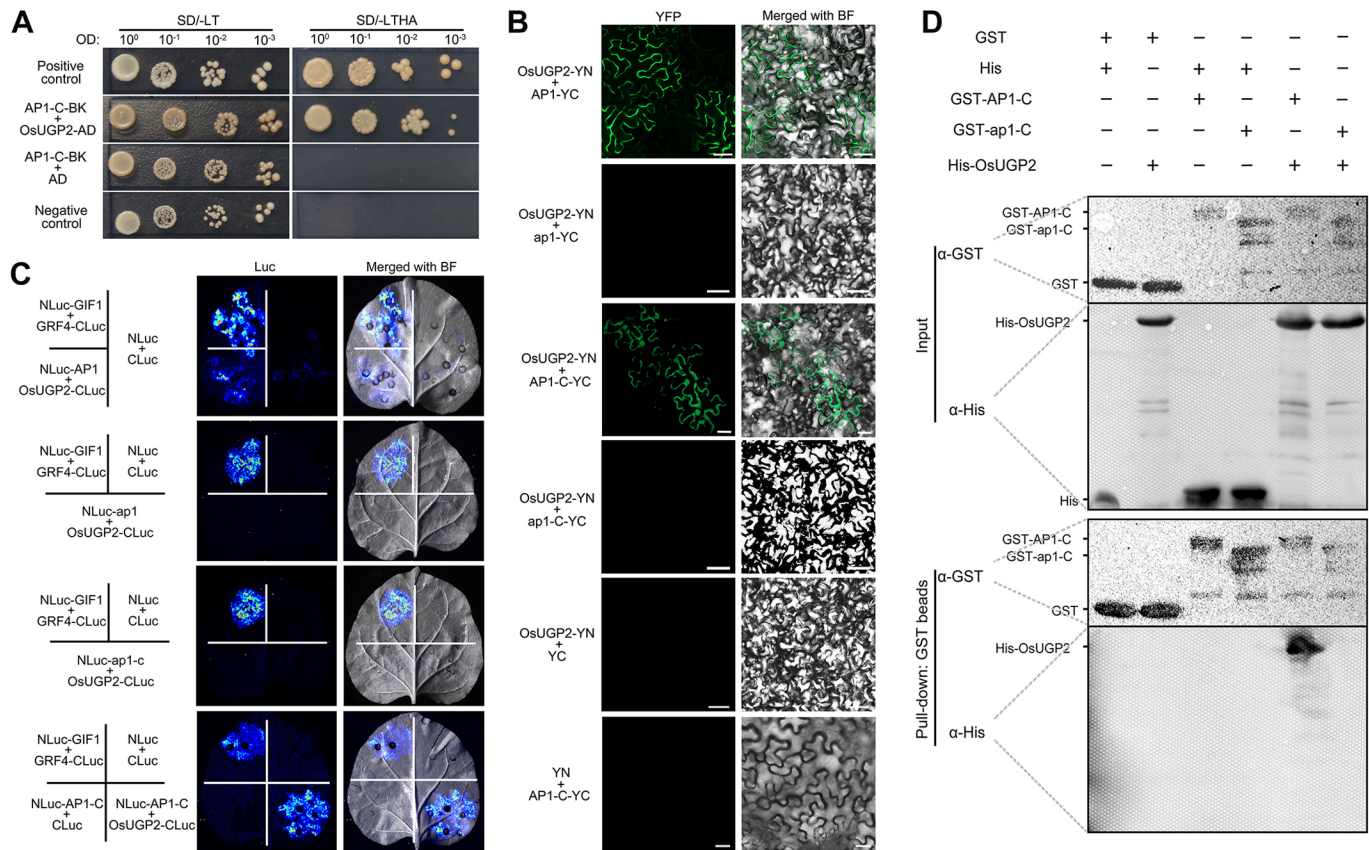 A
SD/-LT
SD/-LTHA
OD: 10⁰ 10⁻¹ 10⁻² 10⁻³ 10⁰ 10⁻¹ 10⁻² 10⁻³
Positive
control
AP1-C-BK
+
OsUGP2-AD
AP1-C-BK
+
AD
Negative
control
B
YFP
Merged with BF
OsUGP2-YN
+
AP1-YC
OsUGP2-YN
+
ap1-YC
OsUGP2-YN
+
AP1-C-YC
OsUGP2-YN
+
ap1-C-YC
OsUGP2-YN
+
YC
YN
+
AP1-C-YC
C
Luc
Merged with BF
NLuc-GIF1
+
GRF4-CLuc
NLuc
+
CLuc
NLuc-AP1
+
OsUGP2-CLuc
NLuc-GIF1
+
GRF4-CLuc
NLuc
+
CLuc
NLuc-ap1
+
OsUGP2-CLuc
NLuc-GIF1
+
GRF4-CLuc
NLuc
+
CLuc
NLuc-ap1-c
+
OsUGP2-CLuc
NLuc-GIF1
+
GRF4-CLuc
NLuc
+
CLuc
NLuc-AP1-C
+
CLuc
NLuc-AP1-C
+
OsUGP2-CLuc
D
GST + + − − − −
His + − + + − −
GST-AP1-C − − + − + −
GST-ap1-C − − − + − +
His-OsUGP2 − + − − + +
Input
α-GST
GST-AP1-C
GST-ap1-C
GST
α-His
His-OsUGP2
His
Pull-down: GST beads
α-GST
GST-AP1-C
GST-ap1-C
GST
α-His
His-OsUGP2